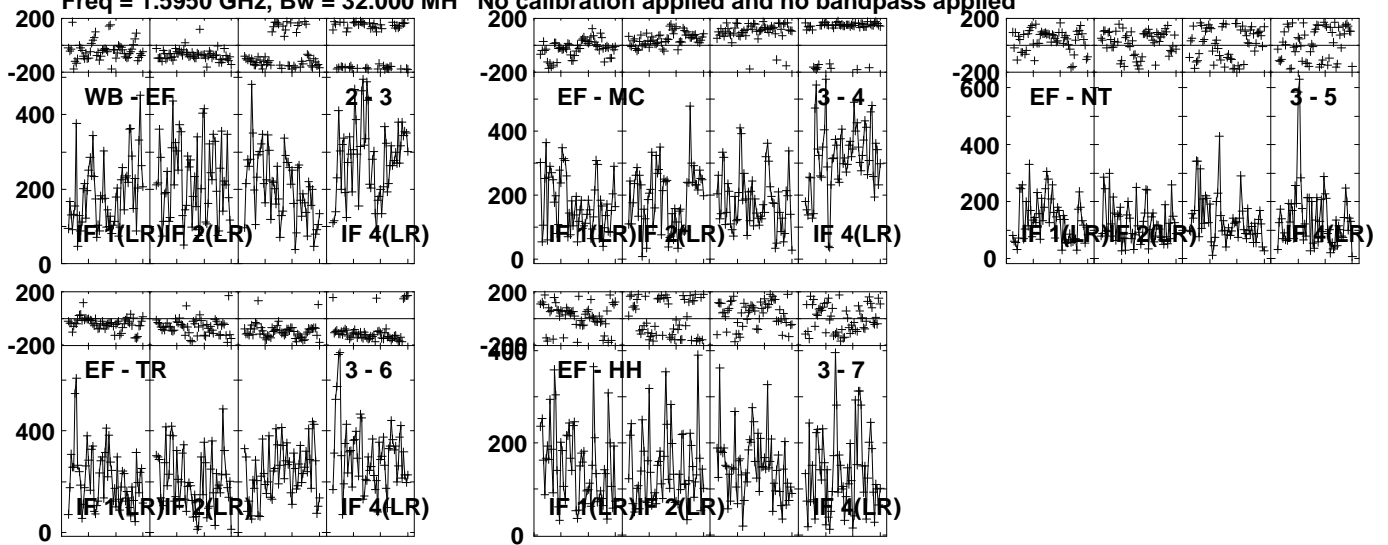 Freq = 1.5950 GHz, Bw = 32.000 MH No calibration applied and no bandpass applied
200
-200
WB - EF 2 - 3
400
200
0
IF 1(LR) IF 2(LR) IF 4(LR)
200
-200
EF - MC 3 - 4
400
200
0
IF 1(LR) IF 2(LR) IF 4(LR)
200
-200
600
EF - NT 3 - 5
400
200
0
IF 1(LR) IF 2(LR) IF 4(LR)
200
-200
EF - TR 3 - 6
400
0
IF 1(LR) IF 2(LR) IF 4(LR)
200
-200
400
EF - HH 3 - 7
200
0
IF 1(LR) IF 2(LR) IF 4(LR)